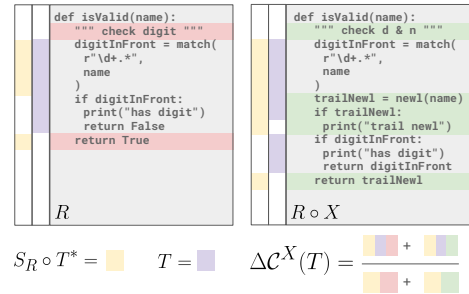 def isValid(name):
""" check digit """
digitInFront = match(
r"\d+.*",
name
)
if digitInFront:
print("has digit")
return False
return True
R
def isValid(name):
""" check d & n """
digitInFront = match(
r"\d+.*",
name
)
trailNewl = newl(name)
if trailNewl:
print("trail newl")
if digitInFront:
print("has digit")
return digitInFront
return trailNewl
R ∘ X
S_R ∘ T* =
T =
ΔC^X(T) =
+
+